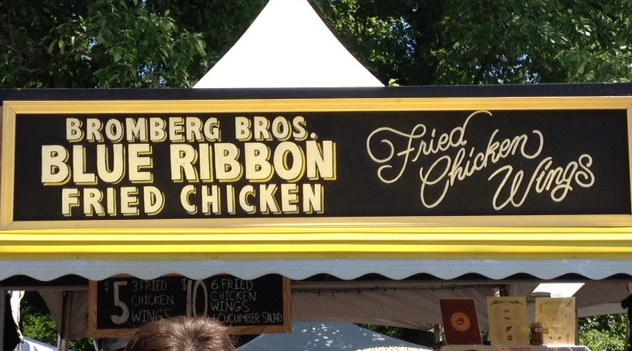 BROMBERG BROS.
BLUE RIBBON
FRIED CHICKEN
Fried
Chicken
Wings
$5 3 FRIED
CHICKEN
WINGS
$10 6 FRIED
CHICKEN
WINGS
+ CUCUMBER SALAD